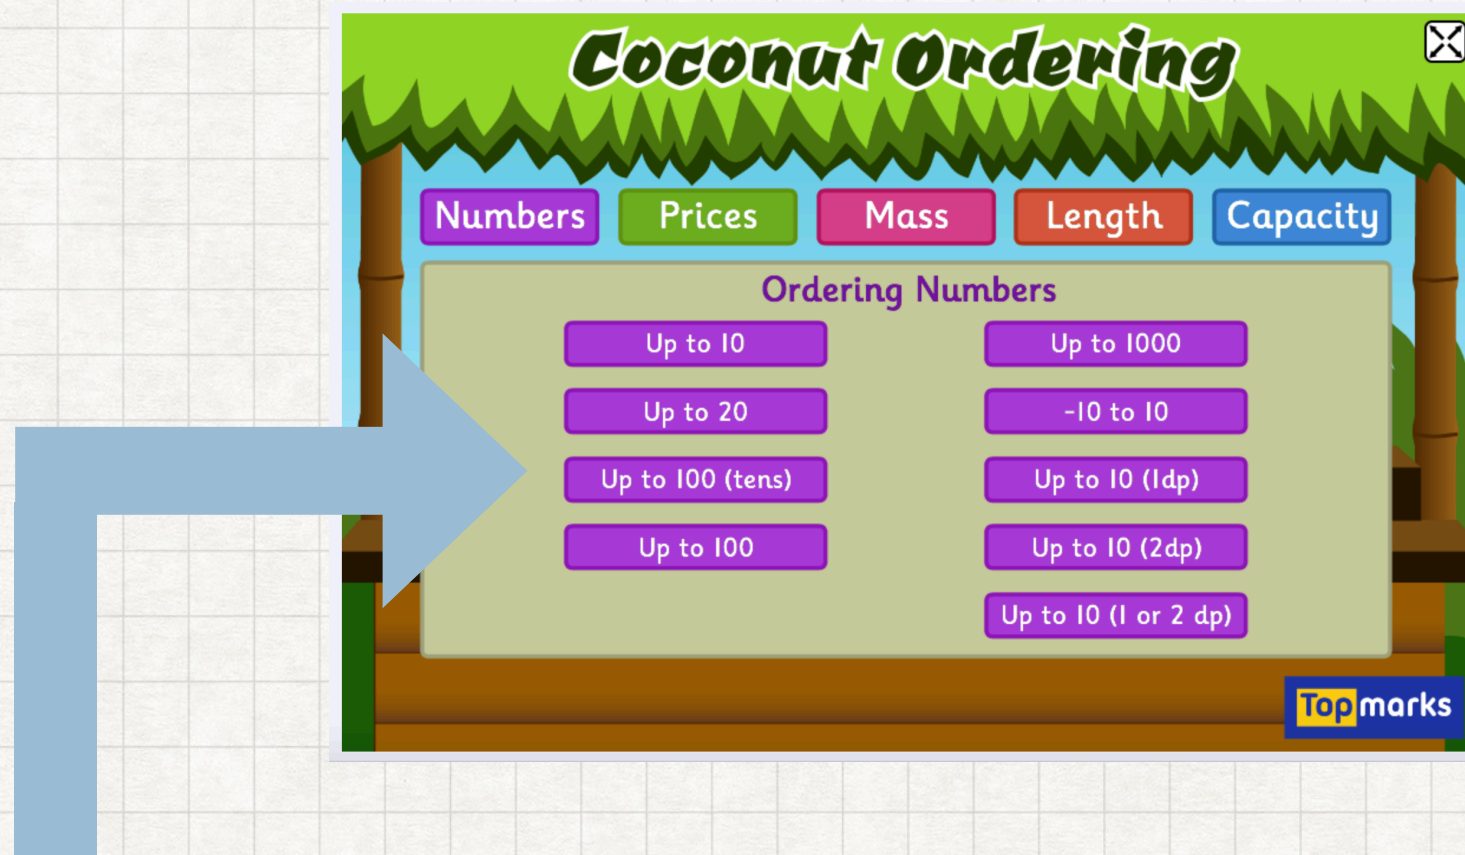 Coconut Ordering
Numbers Prices Mass Length Capacity
Ordering Numbers
Up to 10
Up to 20
Up to 100 (tens)
Up to 100
Up to 1000
-10 to 10
Up to 10 (1dp)
Up to 10 (2dp)
Up to 10 (1 or 2 dp)
Topmarks